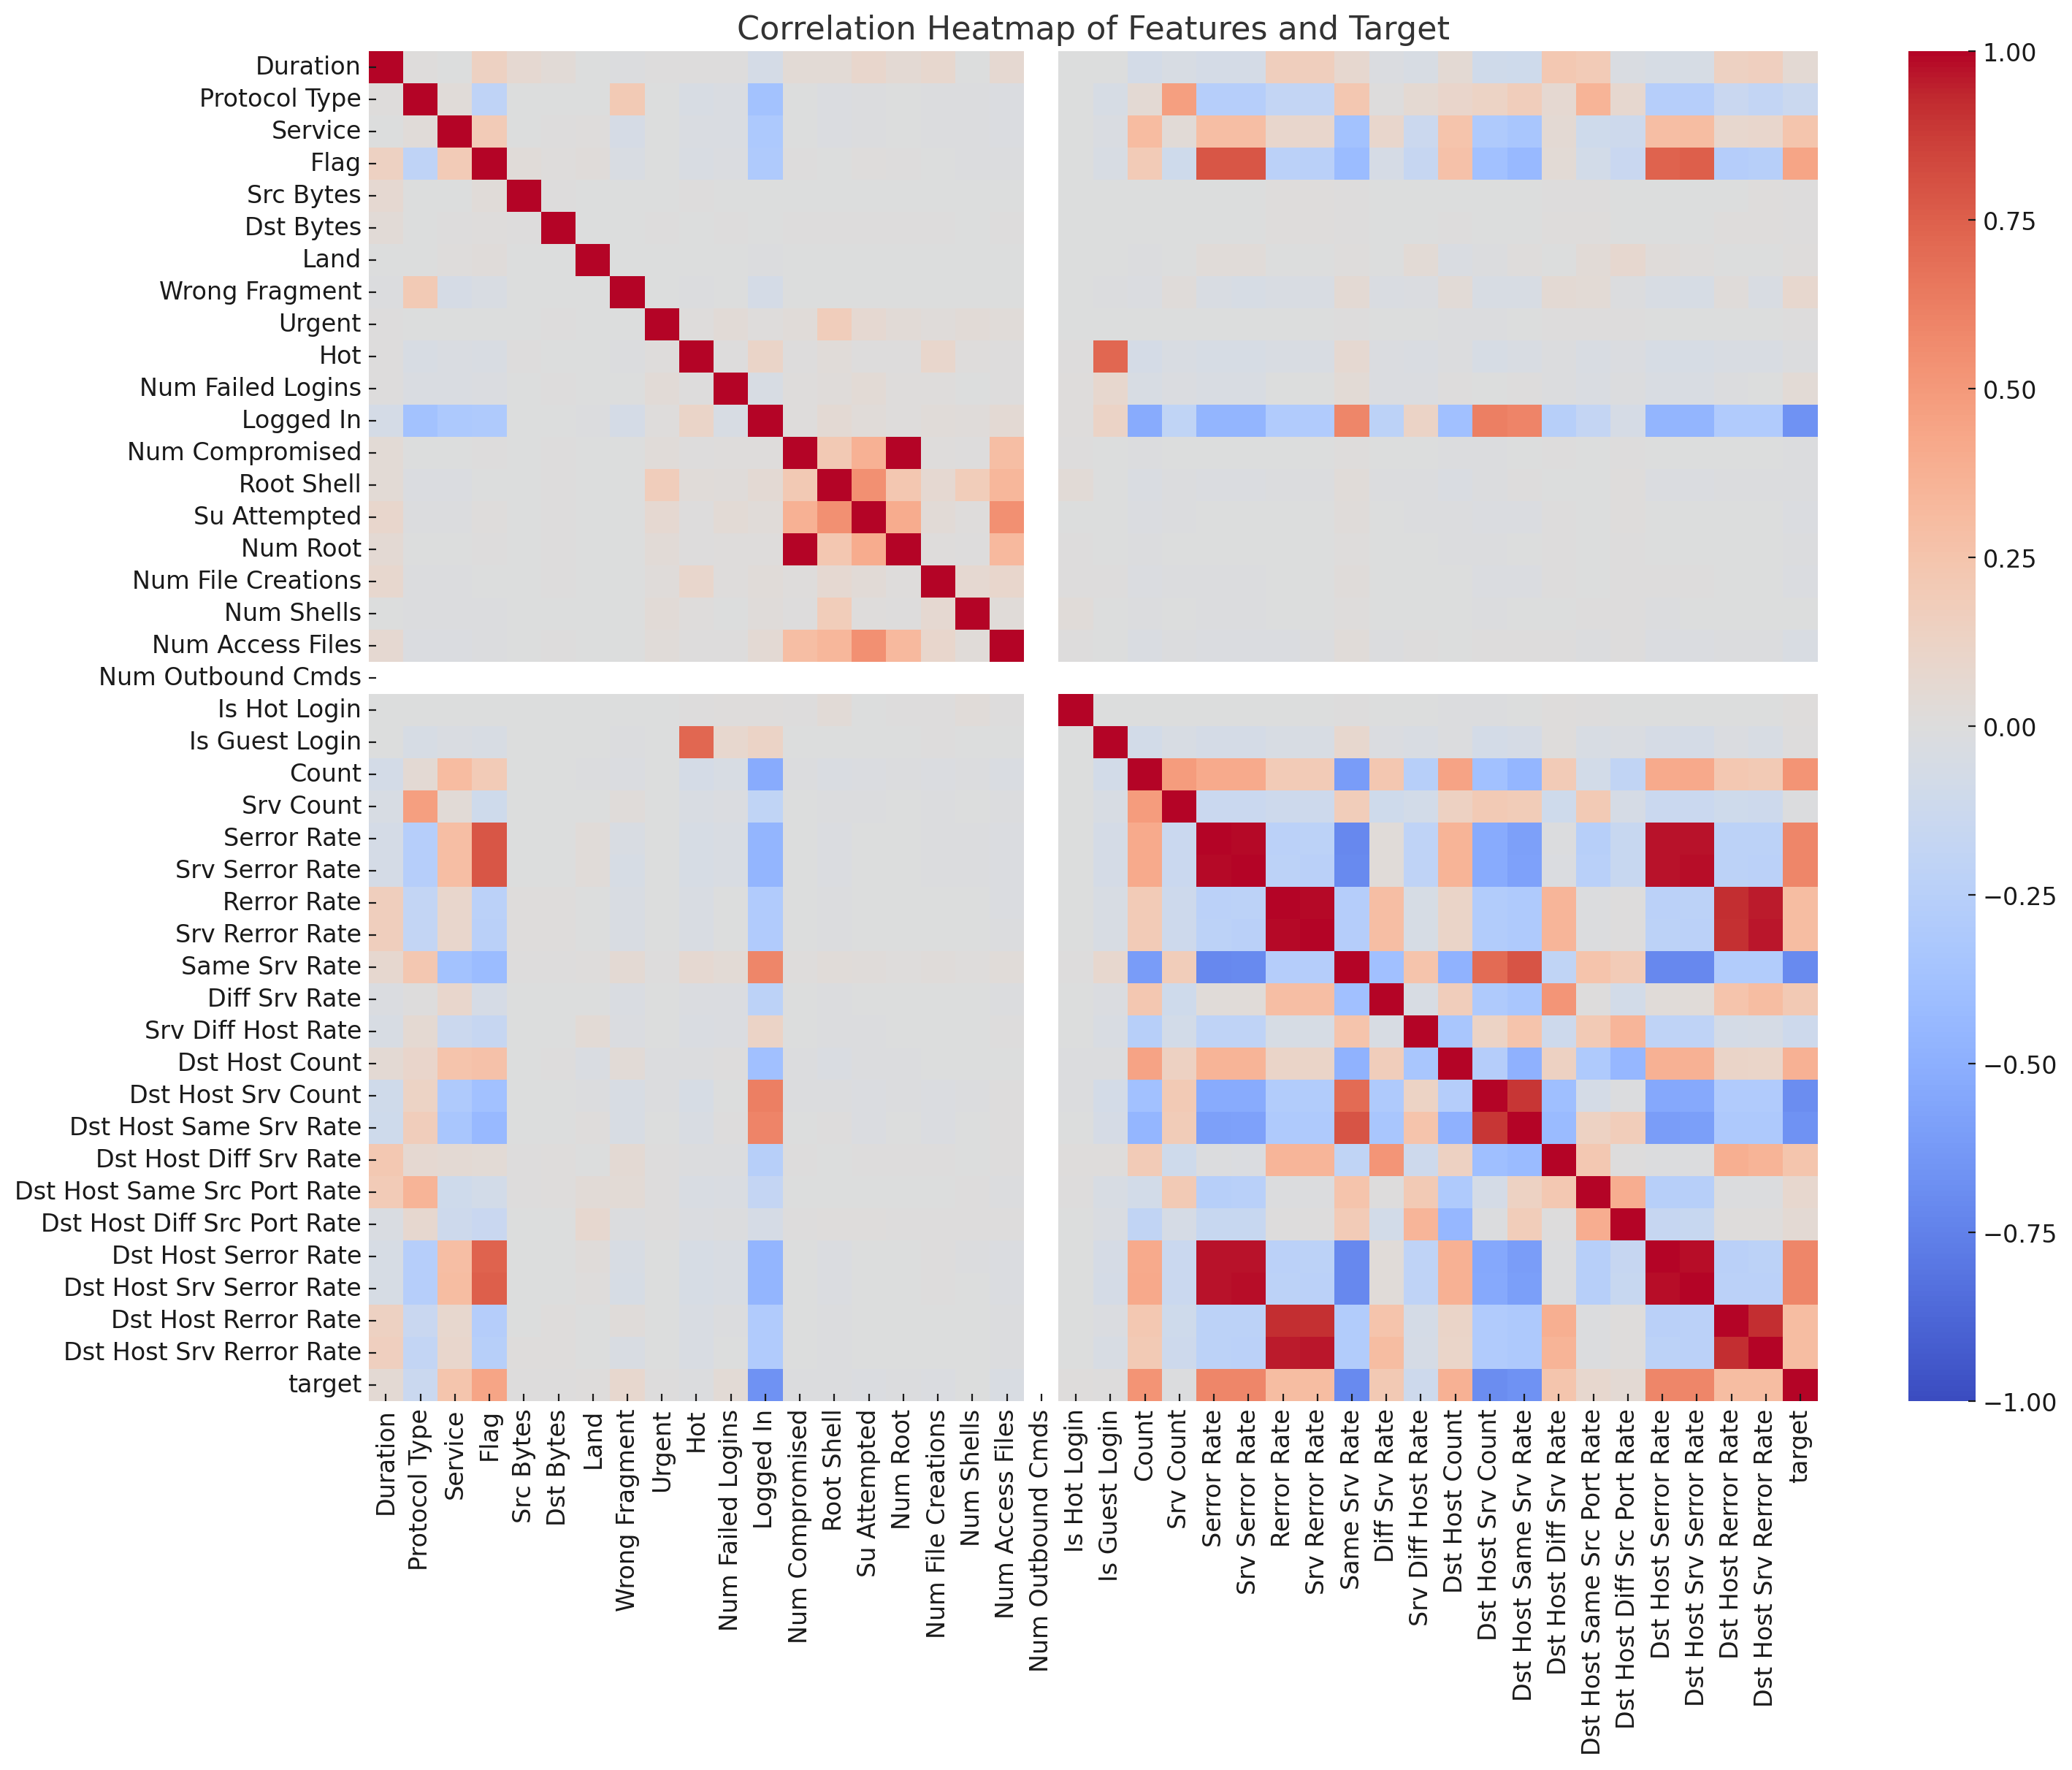 Correlation Heatmap of Features and Target
Duration
Protocol Type
Service
Flag
Src Bytes
Dst Bytes
Land
Wrong Fragment
Urgent
Hot
Num Failed Logins
Logged In
Num Compromised
Root Shell
Su Attempted
Num Root
Num File Creations
Num Shells
Num Access Files
Num Outbound Cmds
Is Hot Login
Is Guest Login
Count
Srv Count
Serror Rate
Srv Serror Rate
Rerror Rate
Srv Rerror Rate
Same Srv Rate
Diff Srv Rate
Srv Diff Host Rate
Dst Host Count
Dst Host Srv Count
Dst Host Same Srv Rate
Dst Host Diff Srv Rate
Dst Host Same Src Port Rate
Dst Host Diff Src Port Rate
Dst Host Serror Rate
Dst Host Srv Serror Rate
Dst Host Rerror Rate
Dst Host Srv Rerror Rate
target
Duration
Protocol Type
Service
Flag
Src Bytes
Dst Bytes
Land
Wrong Fragment
Urgent
Hot
Num Failed Logins
Logged In
Num Compromised
Root Shell
Su Attempted
Num Root
Num File Creations
Num Shells
Num Access Files
Num Outbound Cmds
Is Hot Login
Is Guest Login
Count
Srv Count
Serror Rate
Srv Serror Rate
Rerror Rate
Srv Rerror Rate
Same Srv Rate
Diff Srv Rate
Srv Diff Host Rate
Dst Host Count
Dst Host Srv Count
Dst Host Same Srv Rate
Dst Host Diff Srv Rate
Dst Host Same Src Port Rate
Dst Host Diff Src Port Rate
Dst Host Serror Rate
Dst Host Srv Serror Rate
Dst Host Rerror Rate
Dst Host Srv Rerror Rate
target
1.00
0.75
0.50
0.25
0.00
−0.25
−0.50
−0.75
−1.00